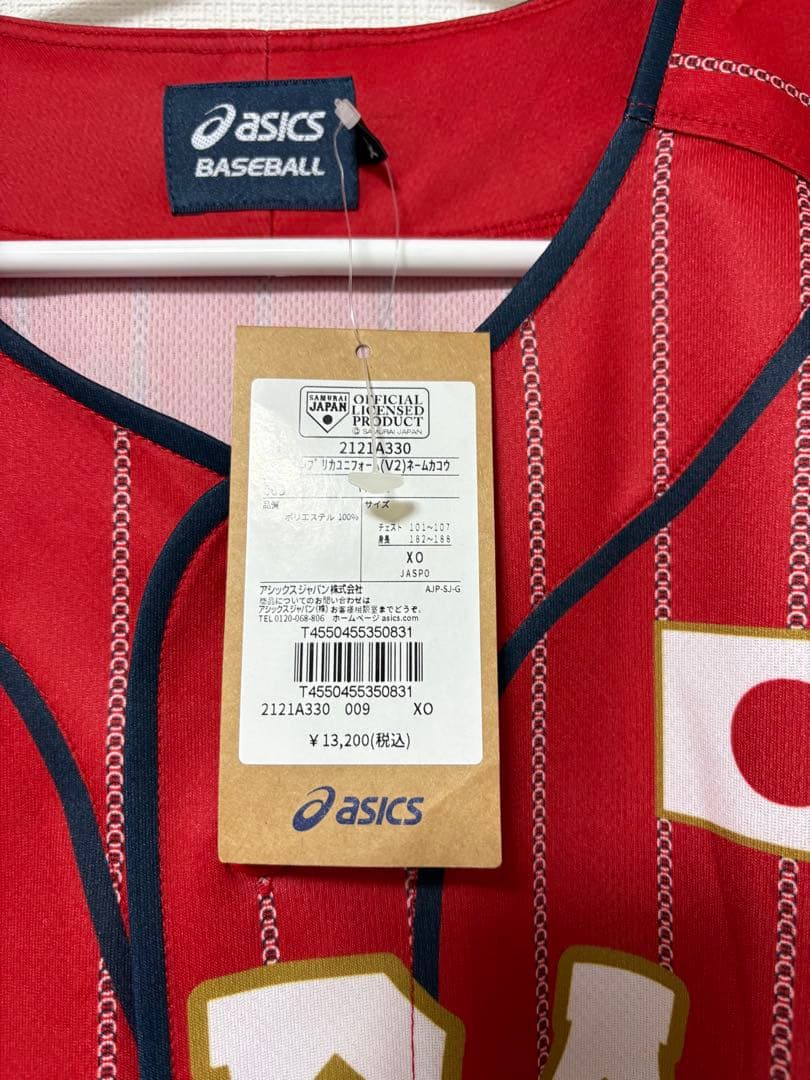 asics
BASEBALL
SAMURAI
JAPAN
OFFICIAL
LICENSED
PRODUCT
© SAMURAI JAPAN
2121A330
プリカユニフォーム(V2)ネームカコウ
サイズ
ポリエステル 100%
チェスト 101~107
身長 182~188
XO
JASPO
アシックスジャパン株式会社 AJP-SJ-G
商品についてのお問い合わせは
アシックスジャパン(株)お客様相談室までどうぞ。
TEL 0120-068-806 ホームページ asics.com
T4550455350831
T4550455350831
2121A330 009 XO
¥13,200(税込)
asics